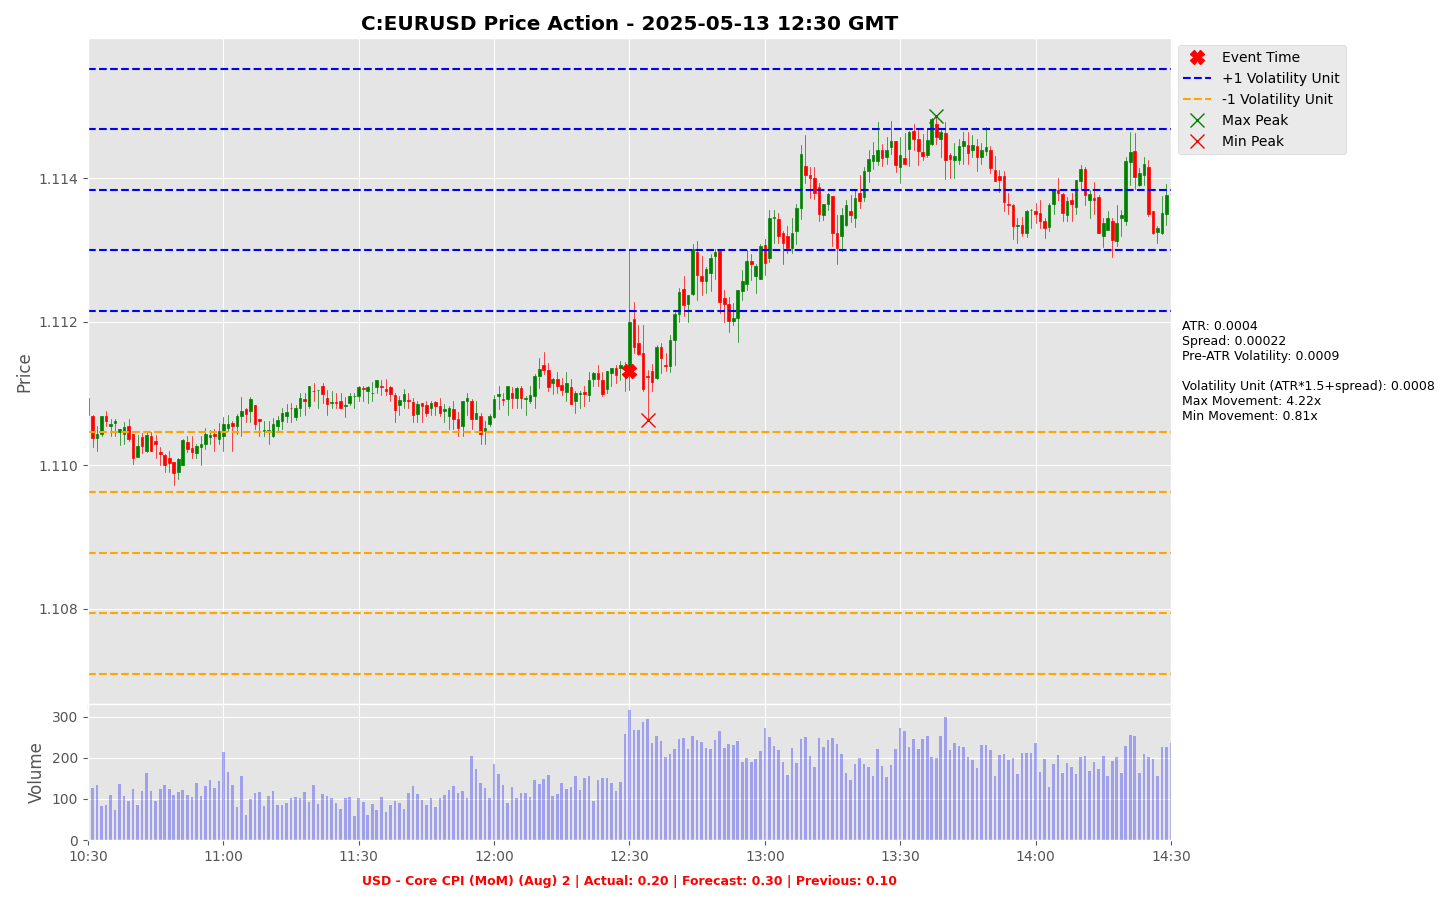 C:EURUSD Price Action - 2025-05-13 12:30 GMT
Event Time
+1 Volatility Unit
-1 Volatility Unit
Max Peak
Min Peak
Price
1.114
1.112
1.110
1.108
ATR: 0.0004
Spread: 0.00022
Pre-ATR Volatility: 0.0009
Volatility Unit (ATR*1.5+spread): 0.0008
Max Movement: 4.22x
Min Movement: 0.81x
Volume
300
200
100
0
10:30 11:00 11:30 12:00 12:30 13:00 13:30 14:00 14:30
USD - Core CPI (MoM) (Aug) 2 | Actual: 0.20 | Forecast: 0.30 | Previous: 0.10